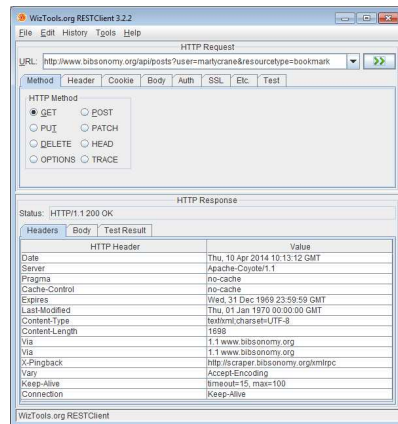 WizTools.org RESTClient 3.2.2
File Edit History Tools Help
HTTP Request
URL: http://www.bibsonomy.org/api/posts?user=martycrane&resourcetype=bookmark >>
Method Header Cookie Body Auth SSL Etc. Test
HTTP Method
GET POST
PUT PATCH
DELETE HEAD
OPTIONS TRACE
HTTP Response
Status: HTTP/1.1 200 OK
Headers Body Test Result
HTTP Header Value
Date Thu, 10 Apr 2014 10:13:12 GMT
Server Apache-Coyote/1.1
Pragma no-cache
Cache-Control no-cache
Expires Wed, 31 Dec 1969 23:59:59 GMT
Last-Modified Thu, 01 Jan 1970 00:00:00 GMT
Content-Type text/xml;charset=UTF-8
Content-Length 1698
Via 1.1 www.bibsonomy.org
Via 1.1 www.bibsonomy.org
X-Pingback http://scraper.bibsonomy.org/xmlrpc
Vary Accept-Encoding
Keep-Alive timeout=15, max=100
Connection Keep-Alive
WizTools.org RESTClient